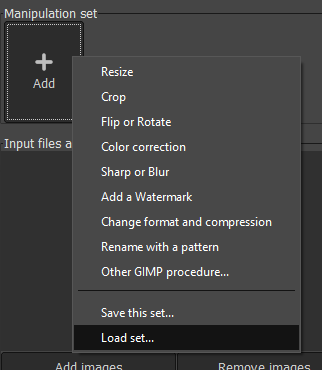 Manipulation set
Add
Resize
Crop
Flip or Rotate
Color correction
Sharp or Blur
Add a Watermark
Change format and compression
Rename with a pattern
Other GIMP procedure...
Input files a
Save this set...
Load set...
Add images
Remove images